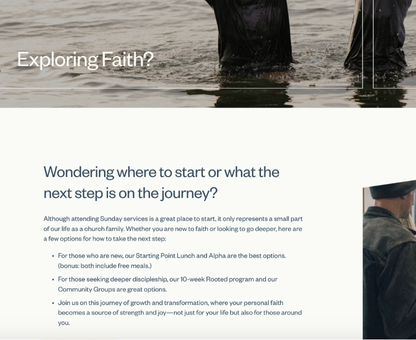 Exploring Faith?
Wondering where to start or what the
next step is on the journey?
Although attending Sunday services is a great place to start, it only represents a small part
of our life as a church family. Whether you are new to faith or looking to go deeper, here are
a few options for how to take the next step:
• For those who are new, our Starting Point Lunch and Alpha are the best options.
(bonus: both include free meals.)
• For those seeking deeper discipleship, our 10-week Rooted program and our
Community Groups are great options.
• Join us on this journey of growth and transformation, where your personal faith
becomes a source of strength and joy—not just for your life but also for those around
you.